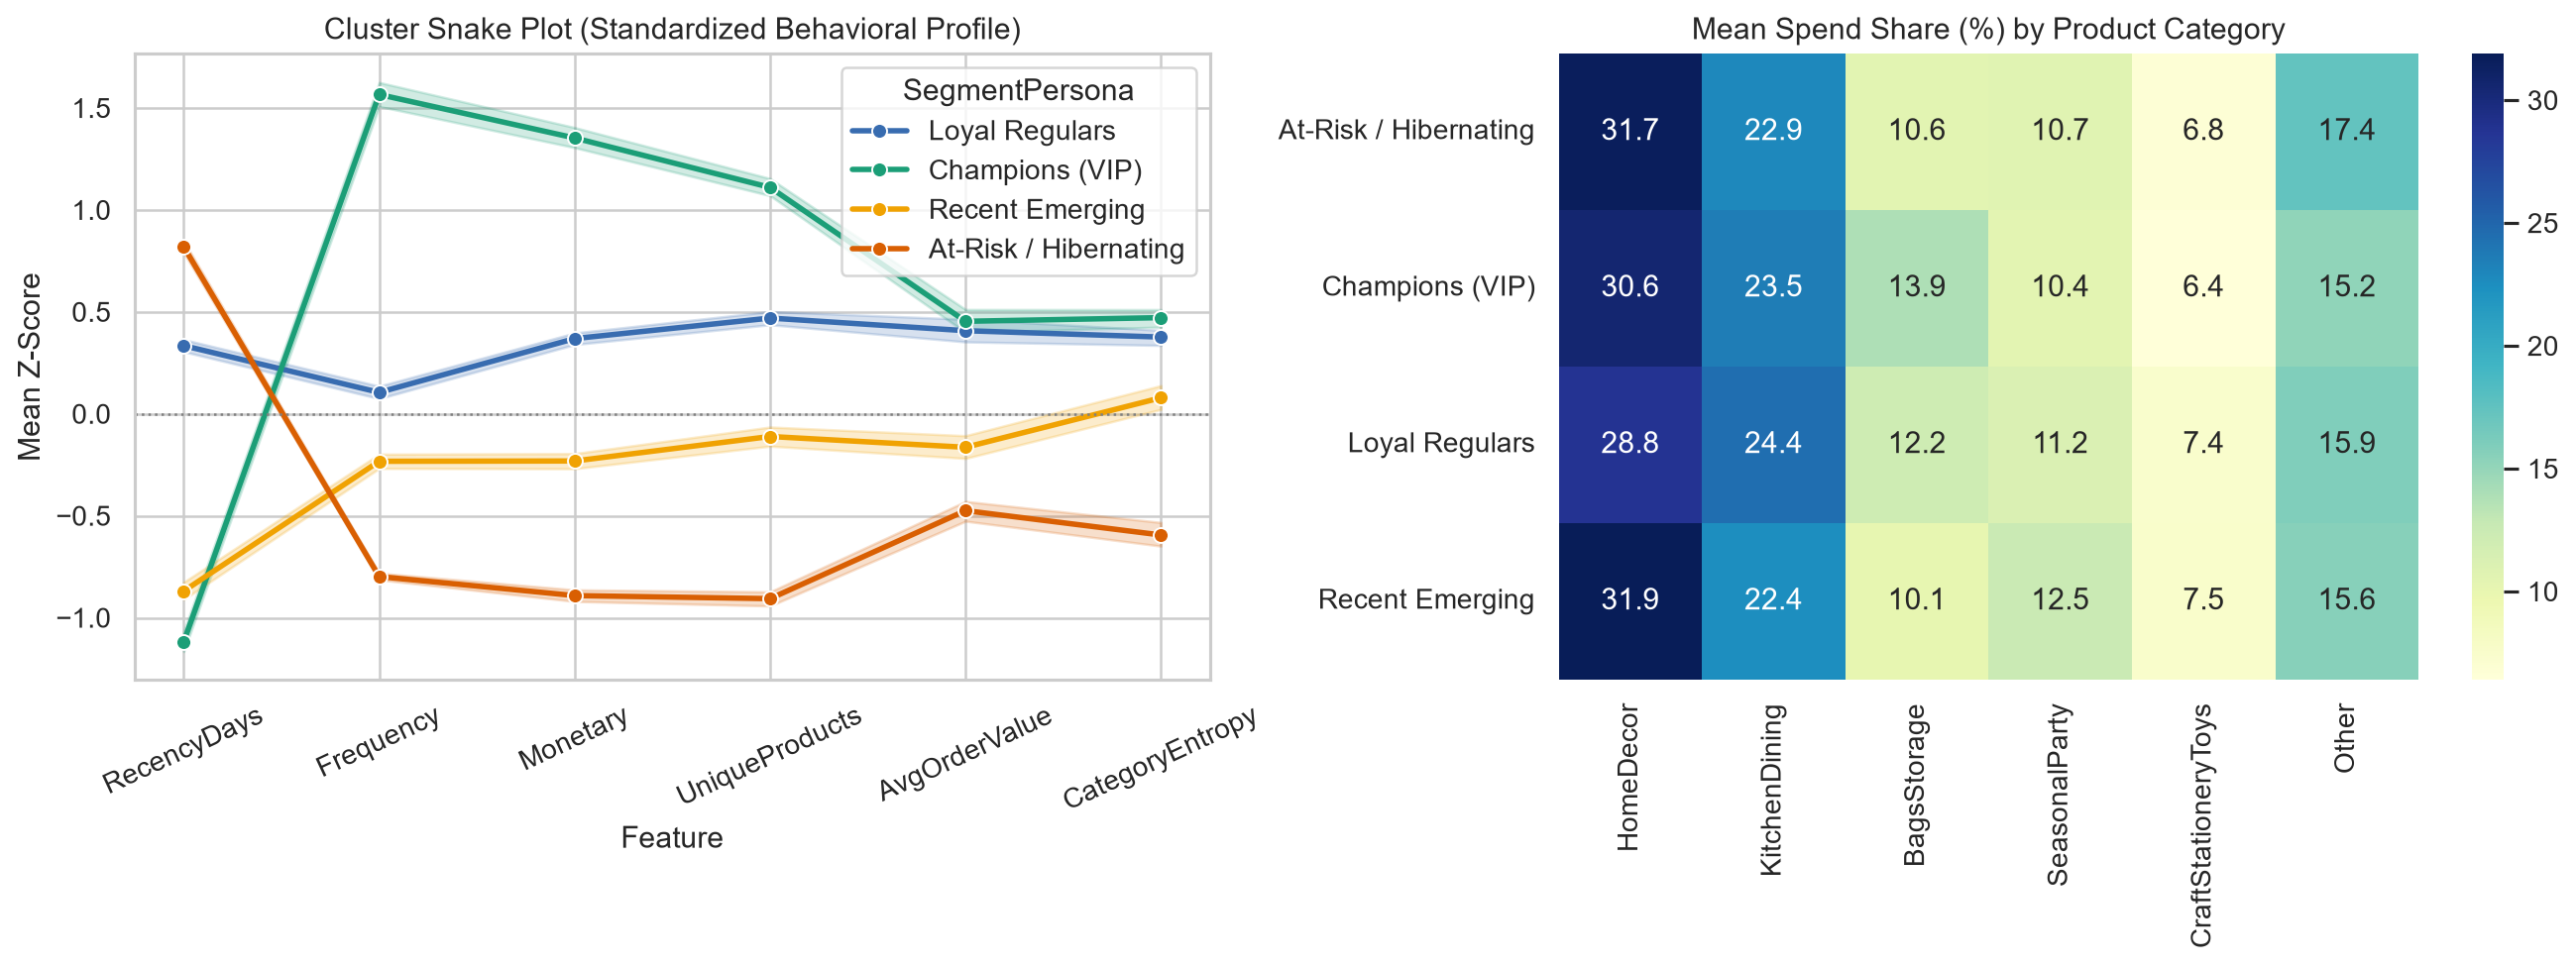 Cluster Snake Plot (Standardized Behavioral Profile)
Mean Z-Score
1.5
1.0
0.5
0.0
−0.5
−1.0
SegmentPersona
Loyal Regulars
Champions (VIP)
Recent Emerging
At-Risk / Hibernating
RecencyDays
Frequency
Monetary
UniqueProducts
AvgOrderValue
CategoryEntropy
Feature
Mean Spend Share (%) by Product Category
At-Risk / Hibernating 31.7 22.9 10.6 10.7 6.8 17.4
Champions (VIP) 30.6 23.5 13.9 10.4 6.4 15.2
Loyal Regulars 28.8 24.4 12.2 11.2 7.4 15.9
Recent Emerging 31.9 22.4 10.1 12.5 7.5 15.6
HomeDecor
KitchenDining
BagsStorage
SeasonalParty
CraftStationeryToys
Other
30
25
20
15
10